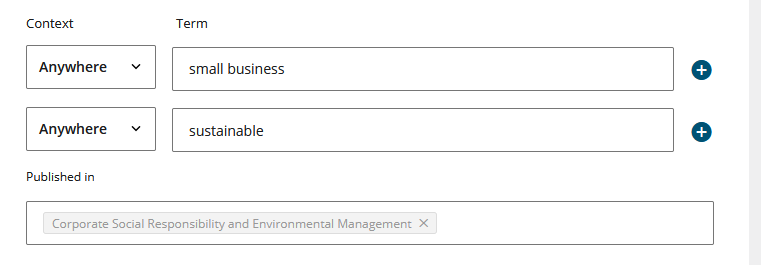 Context Term
Anywhere small business
Anywhere sustainable
Published in
Corporate Social Responsibility and Environmental Management